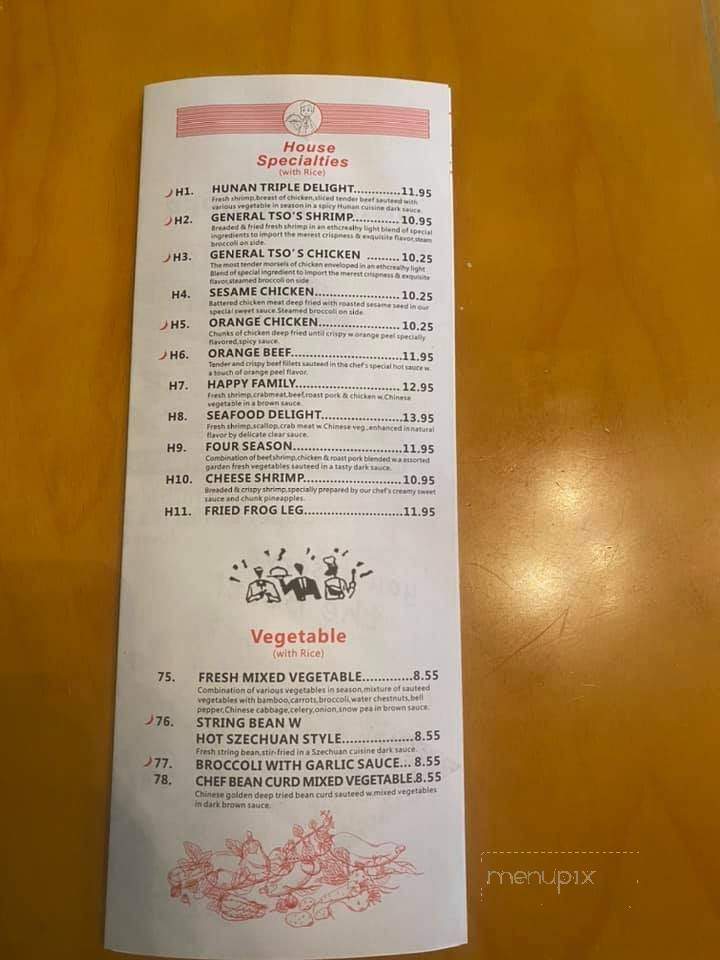 House
Specialties
(with Rice)
H1. HUNAN TRIPLE DELIGHT.............11.95
Fresh shrimp,breast of chicken,sliced tender beef sauteed with
various vegetable in season.in a spicy Hunan cuisine dark sauce.
H2. GENERAL TSO'S SHRIMP............. 10.95
Breaded & fried fresh shrimp in an ethcrealhy light blend of special
ingredients to import the merest crispness & exquisite flavor,steam
broccoli on side.
H3. GENERAL TSO'S CHICKEN ......... 10.25
The most tender morsels of chicken enveloped in an ethcrealhy light
Blend of special ingredient to import the merest crispness & exquisite
flavor,steamed broccoli on side
H4. SESAME CHICKEN...................... 10.25
Battered chicken meat deep fried with roasted sesame seed in our
special sweet sauce.Steamed broccoli on side.
H5. ORANGE CHICKEN..................... 10.25
Chunks of chicken deep fried until crispy w.orange peel specially
flavored,spicy sauce.
H6. ORANGE BEEF............................11.95
Tender and crispy beef fillets sauteed in the chef's special hot sauce w.
a touch of orange peel flavor.
H7. HAPPY FAMILY.......................... 12.95
Fresh shrimp,crabmeat,beef,roast pork & chicken w.Chinese
vegetable in a brown sauce.
H8. SEAFOOD DELIGHT....................13.95
Fresh shrimp,scallop,crab meat w.Chinese veg.,enhanced in natural
flavor by delicate clear sauce.
H9. FOUR SEASON...........................11.95
Combination of beef,shrimp,chicken & roast pork blended w.a assorted
garden fresh vegetables sauteed in a tasty dark sauce.
H10. CHEESE SHRIMP........................ 10.95
Breaded & crispy shrimp,specially prepared by our chef's creamy sweet
sauce and chunk pineapples.
H11. FRIED FROG LEG........................11.95
Vegetable
(with Rice)
75. FRESH MIXED VEGETABLE............8.55
Combination of various vegetables in season,mixture of sauteed
vegetables with bamboo,carrots,broccoli,water chestnuts,bell
pepper,Chinese cabbage,celery,onion,snow pea in brown sauce.
76. STRING BEAN W
HOT SZECHUAN STYLE.................8.55
Fresh string bean,stir-fried in a Szechuan cuisine dark sauce.
77. BROCCOLI WITH GARLIC SAUCE... 8.55
78. CHEF BEAN CURD MIXED VEGETABLE.8.55
Chinese golden deep tried bean curd sauteed w.mixed vegetables
in dark brown sauce.
menupix